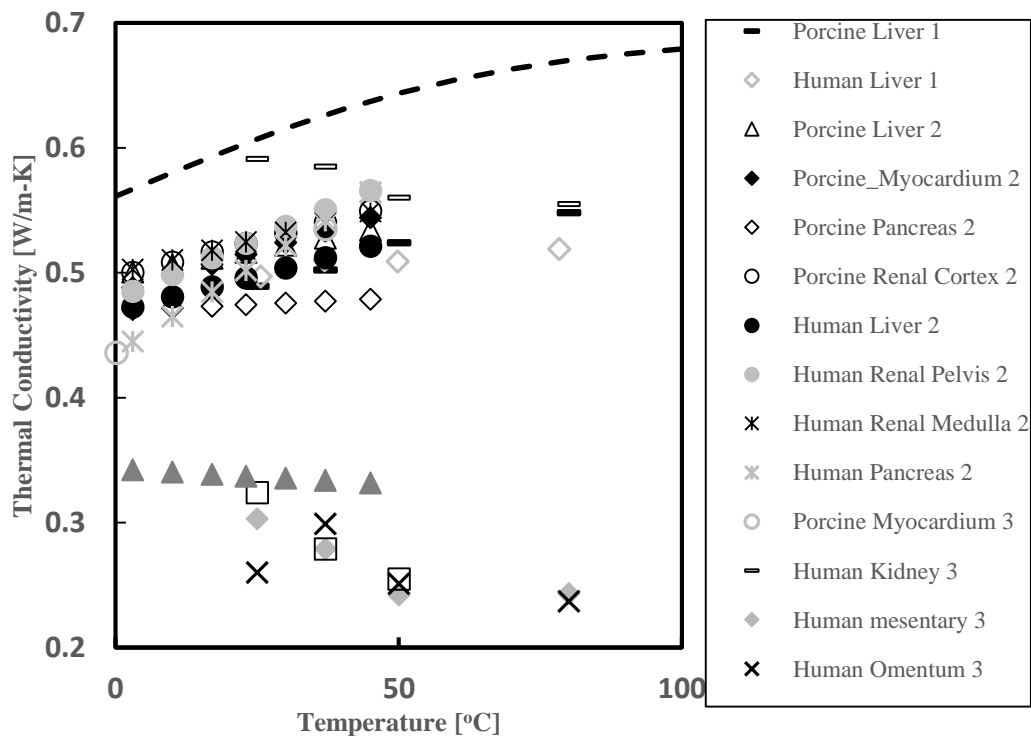 0.7
0.6
0.5
0.4
0.3
0.2
0
50
100
Thermal Conductivity [W/m-K]
Temperature [ᵒC]
Porcine Liver 1
Human Liver 1
Porcine Liver 2
Porcine_Myocardium 2
Porcine Pancreas 2
Porcine Renal Cortex 2
Human Liver 2
Human Renal Pelvis 2
Human Renal Medulla 2
Human Pancreas 2
Porcine Myocardium 3
Human Kidney 3
Human mesentary 3
Human Omentum 3